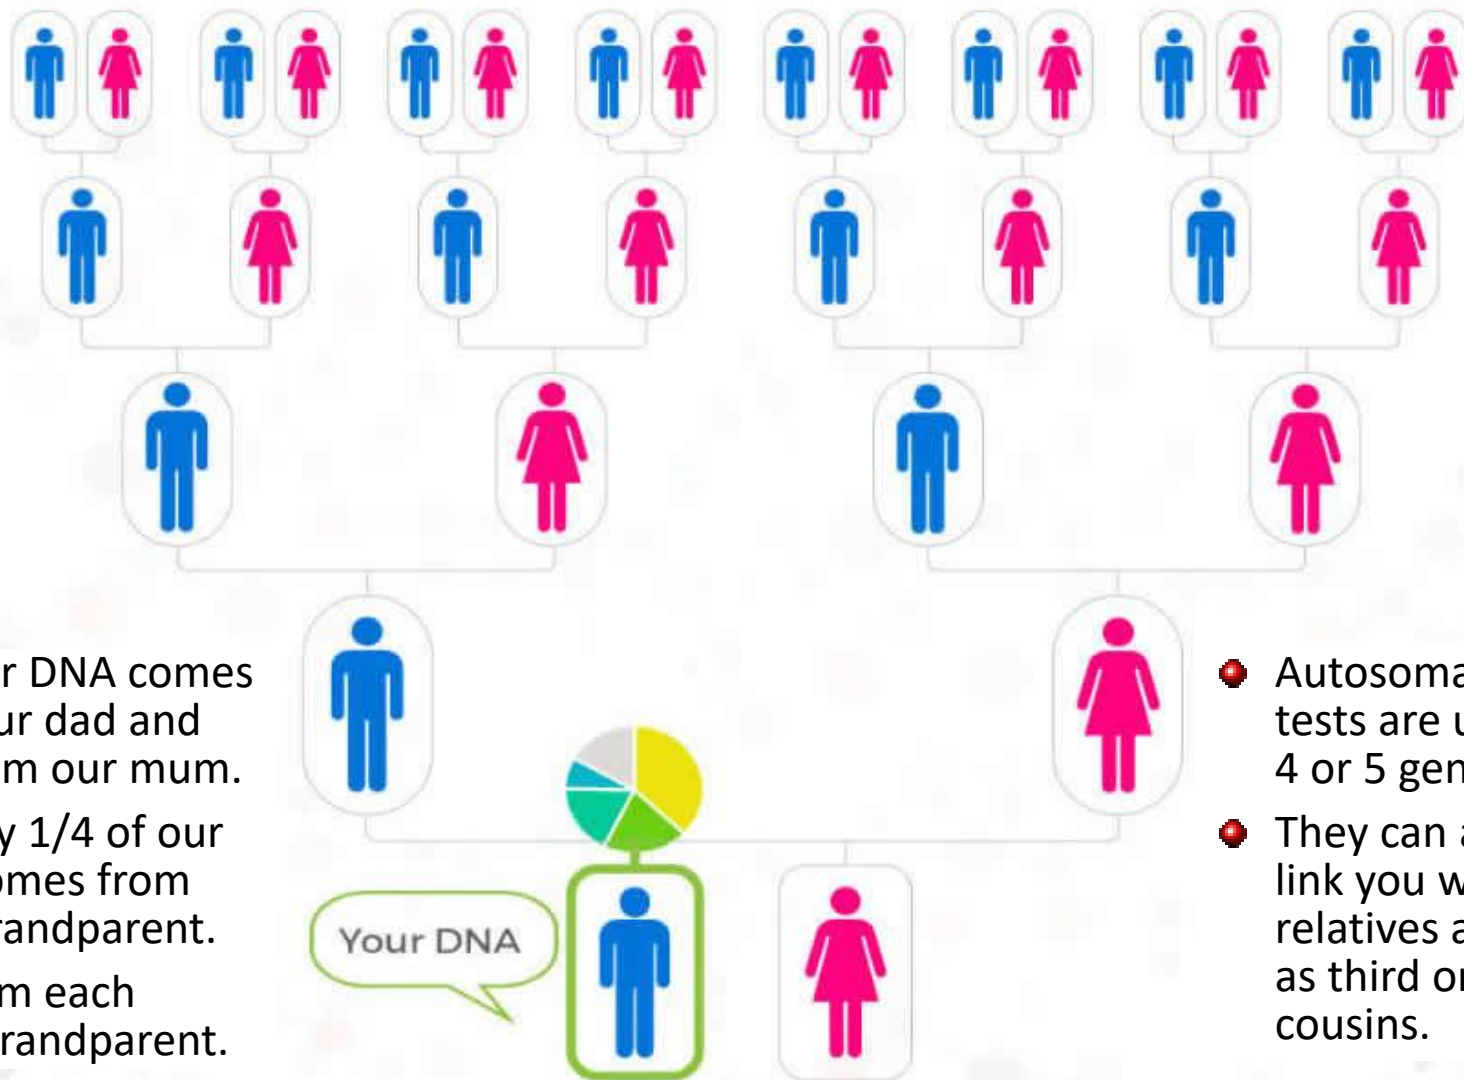 r DNA comes
ur dad and
m our mum.
y 1/4 of our
omes from
randparent.
m each
randparent.
Your DNA
Autosoma
tests are u
4 or 5 gen
They can a
link you w
relatives a
as third or
cousins.